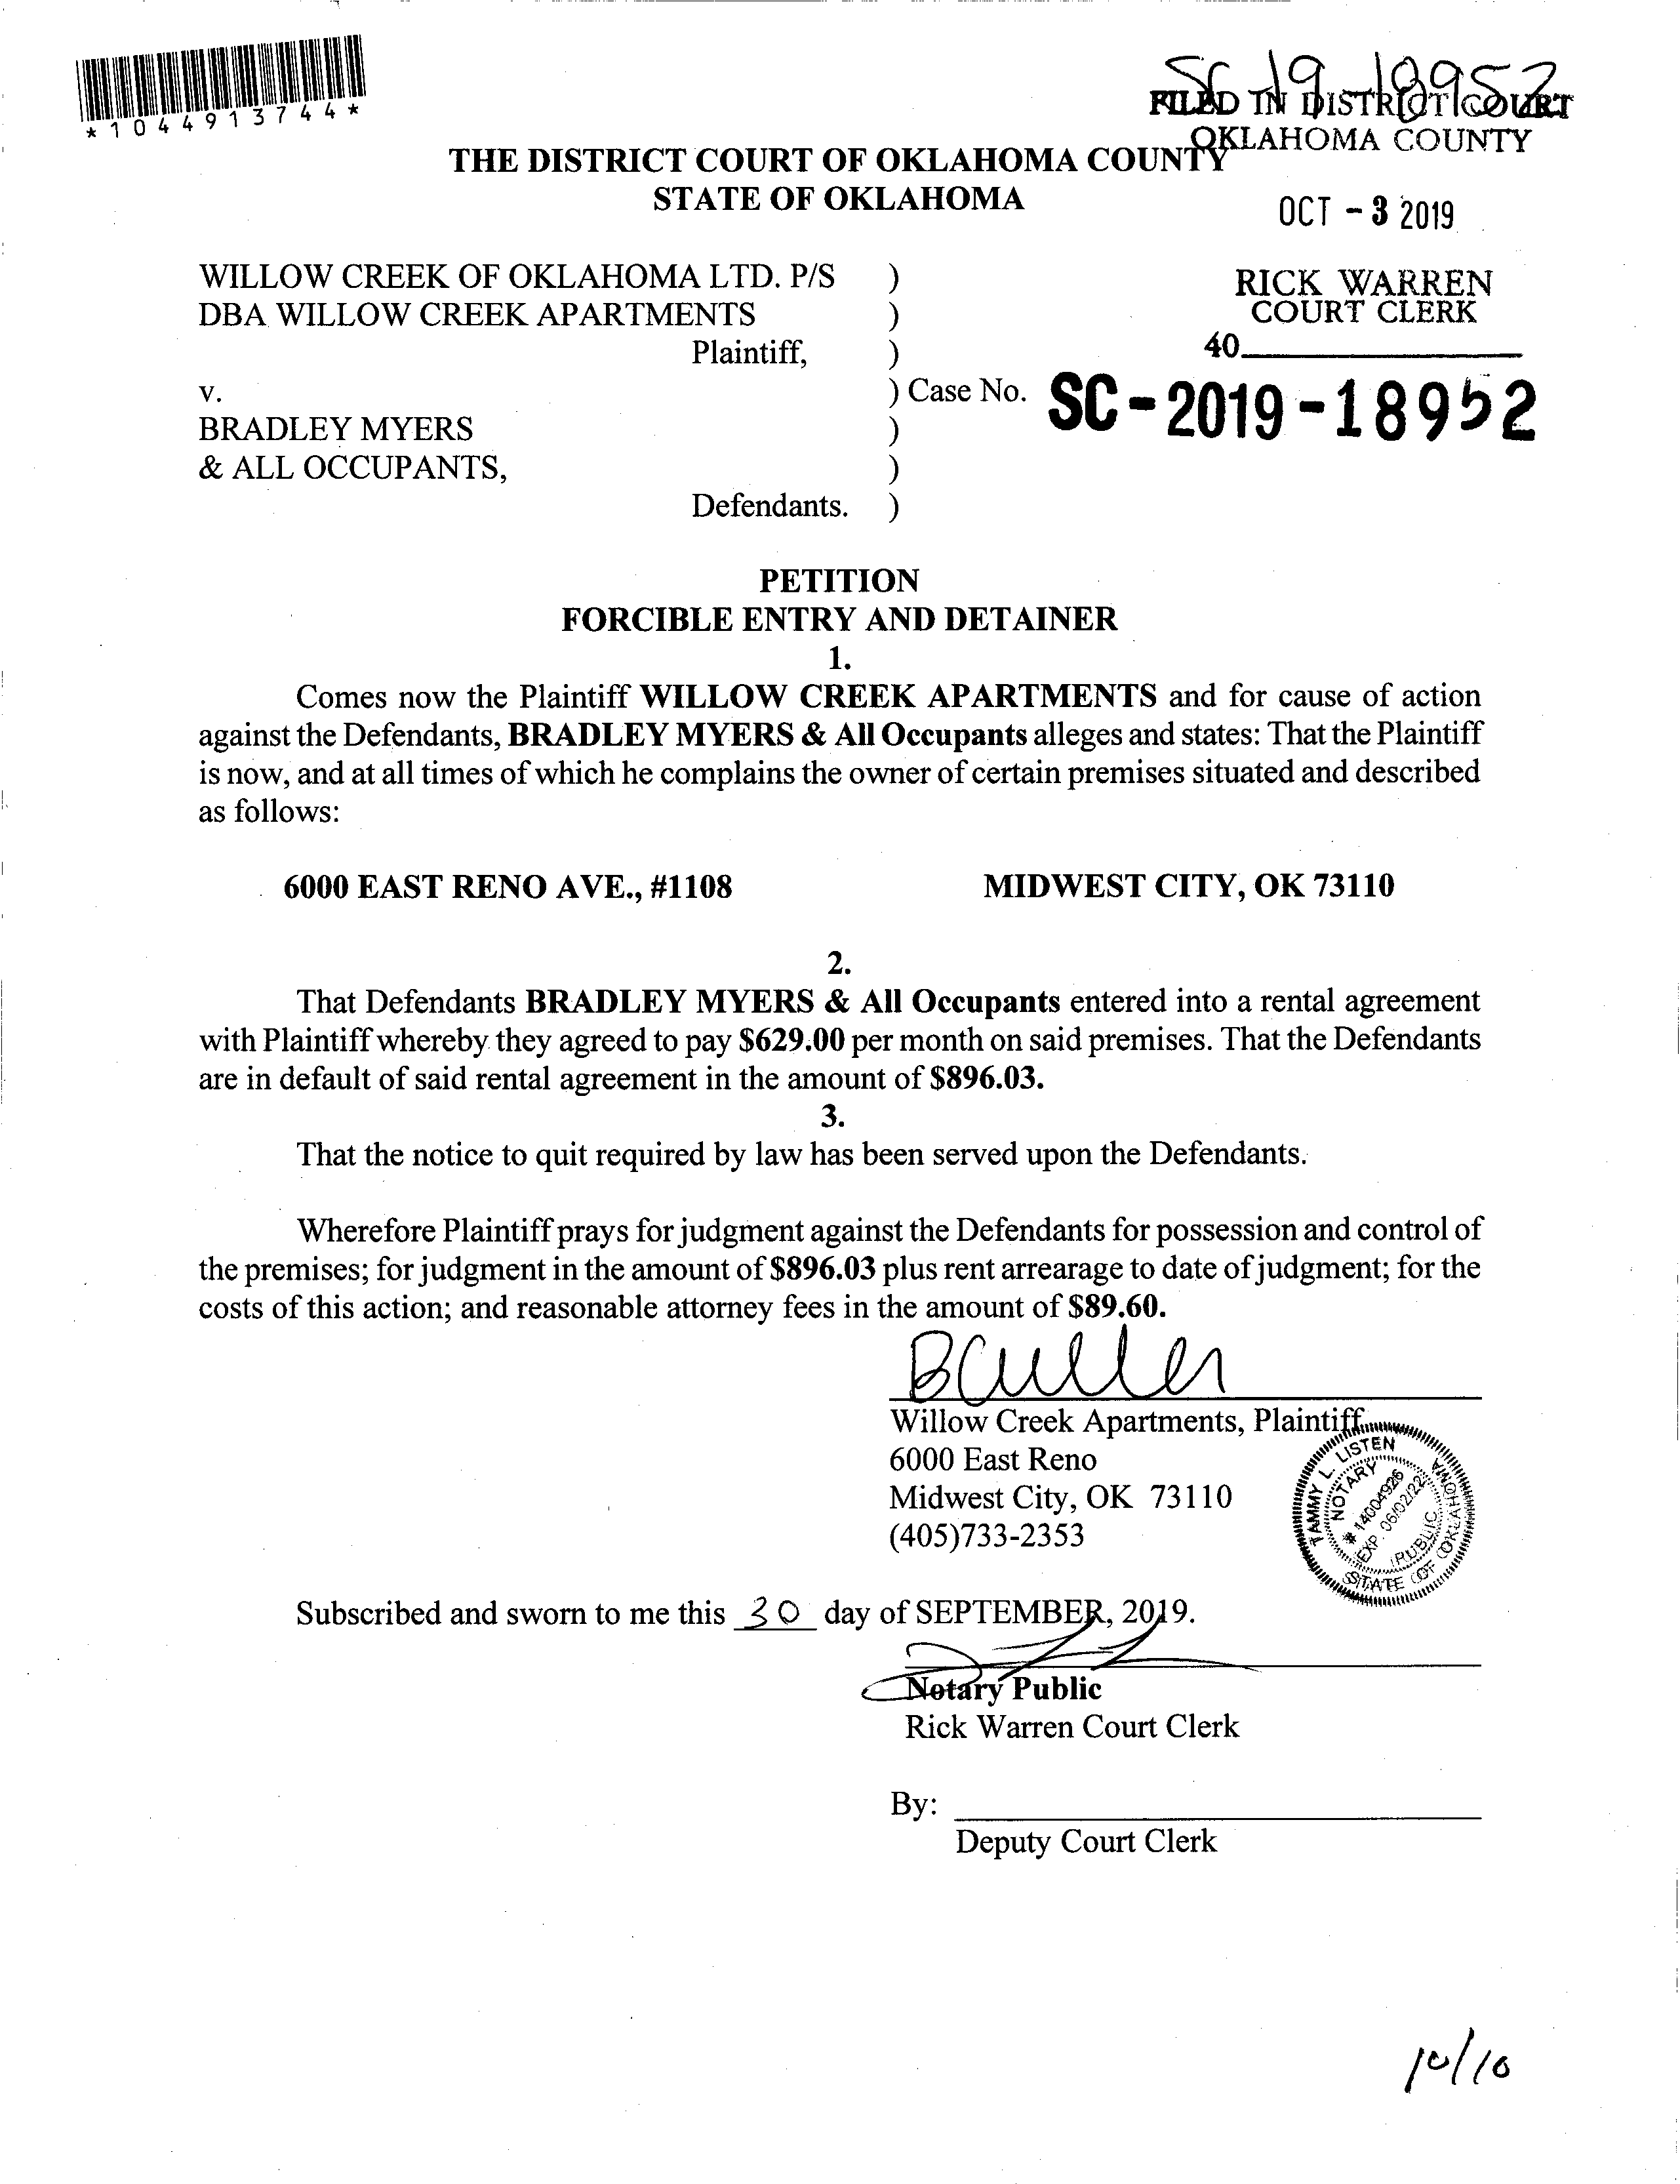 *1044913744*
SC-19-18952
FILED IN DISTRICT COURT
OKLAHOMA COUNTY
THE DISTRICT COURT OF OKLAHOMA COUNTY
STATE OF OKLAHOMA
OCT - 3 2019
WILLOW CREEK OF OKLAHOMA LTD. P/S )
DBA WILLOW CREEK APARTMENTS )
Plaintiff, )
RICK WARREN
COURT CLERK
40
v. ) Case No. SC-2019-18952
BRADLEY MYERS )
& ALL OCCUPANTS, )
Defendants. )
PETITION
FORCIBLE ENTRY AND DETAINER
1.
Comes now the Plaintiff WILLOW CREEK APARTMENTS and for cause of action
against the Defendants, BRADLEY MYERS & All Occupants alleges and states: That the Plaintiff
is now, and at all times of which he complains the owner of certain premises situated and described
as follows:
6000 EAST RENO AVE., #1108 MIDWEST CITY, OK 73110
2.
That Defendants BRADLEY MYERS & All Occupants entered into a rental agreement
with Plaintiff whereby they agreed to pay $629.00 per month on said premises. That the Defendants
are in default of said rental agreement in the amount of $896.03.
3.
That the notice to quit required by law has been served upon the Defendants.
Wherefore Plaintiff prays for judgment against the Defendants for possession and control of
the premises; for judgment in the amount of $896.03 plus rent arrearage to date of judgment; for the
costs of this action; and reasonable attorney fees in the amount of $89.60.
Willow Creek Apartments, Plaintiff
6000 East Reno
Midwest City, OK 73110
(405)733-2353
TAMMY L. LISTEN
NOTARY
# 14004926
EXP. 06/02/22
PUBLIC
STATE OF OKLAHOMA
Subscribed and sworn to me this 30 day of SEPTEMBER, 2019.
Notary Public
Rick Warren Court Clerk
By:
Deputy Court Clerk
10/10